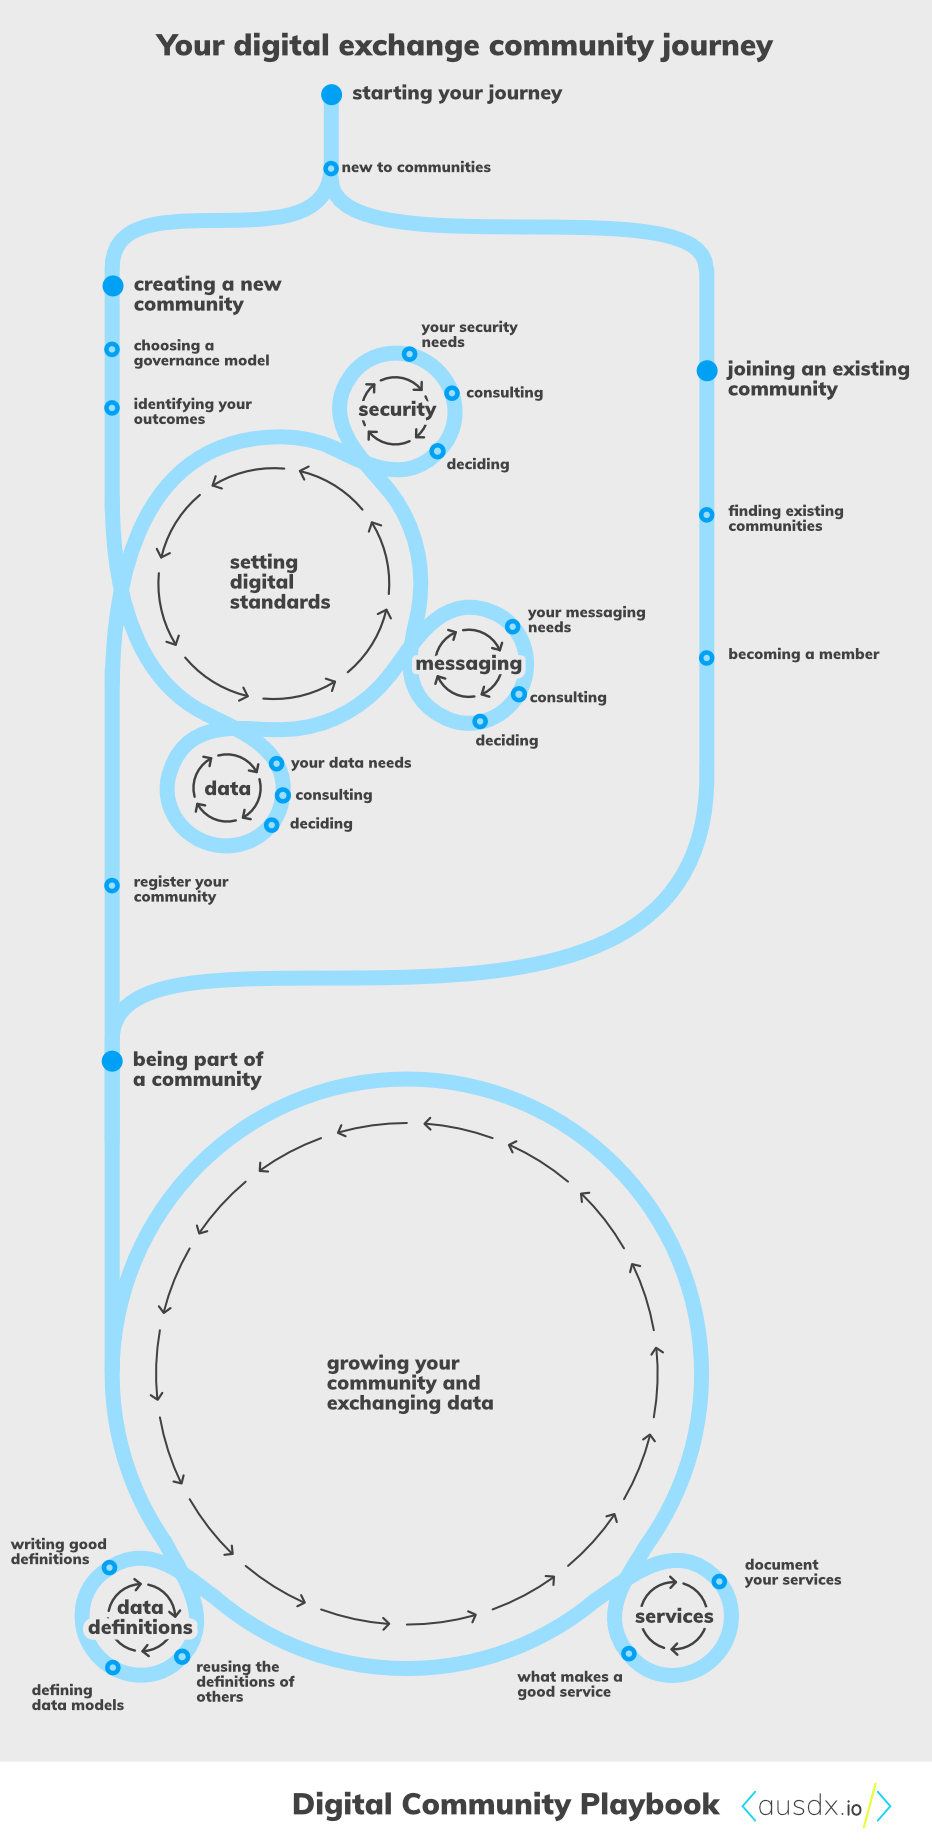 Your digital exchange community journey
starting your journey
new to communities
creating a new
community
choosing a
governance model
identifying your
outcomes
your security
needs
consulting
security
deciding
joining an existing
community
finding existing
communities
becoming a member
setting
digital
standards
your messaging
needs
messaging
consulting
deciding
your data needs
data
consulting
deciding
register your
community
being part of
a community
growing your
community and
exchanging data
writing good
definitions
data
definitions
defining
data models
reusing the
definitions of
others
document
your services
services
what makes a
good service
Digital Community Playbook
ausdx.io